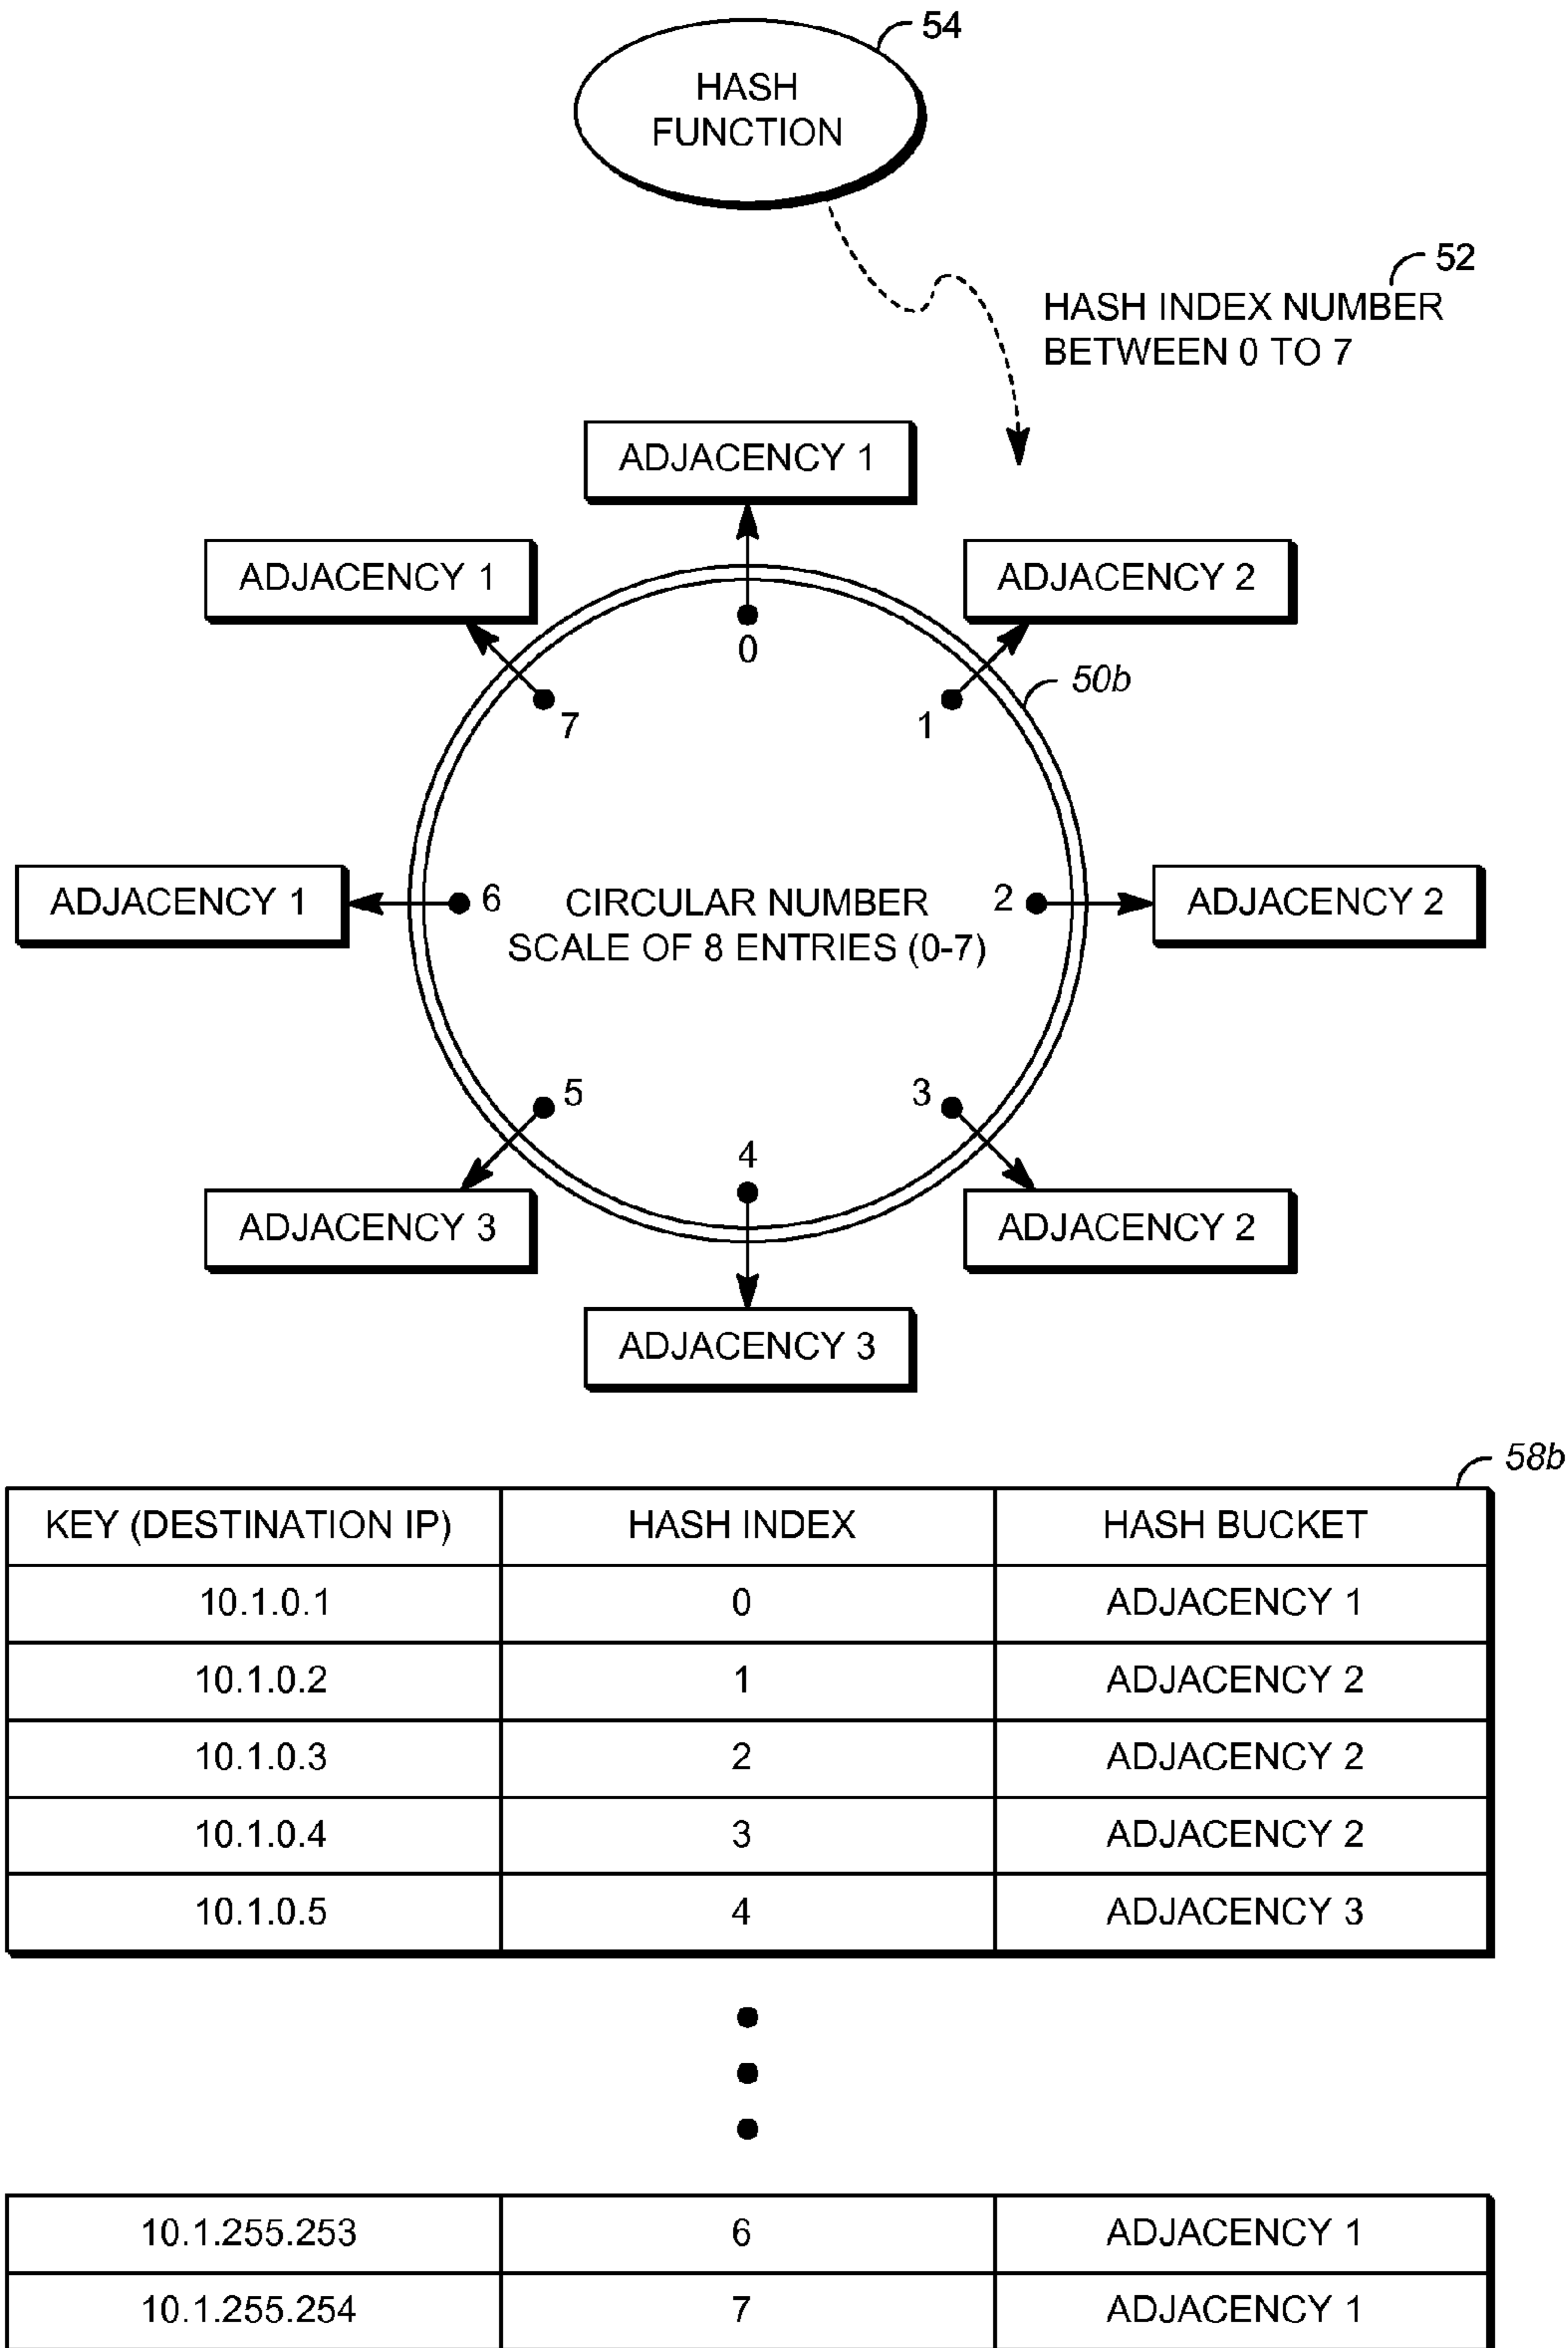 54
HASH
FUNCTION
52
HASH INDEX NUMBER
BETWEEN 0 TO 7
ADJACENCY 1
ADJACENCY 1
ADJACENCY 2
0
50b
7
1
ADJACENCY 1
6
CIRCULAR NUMBER
SCALE OF 8 ENTRIES (0-7)
2
ADJACENCY 2
5
3
4
ADJACENCY 3
ADJACENCY 2
ADJACENCY 3
58b
KEY (DESTINATION IP) HASH INDEX HASH BUCKET
10.1.0.1 0 ADJACENCY 1
10.1.0.2 1 ADJACENCY 2
10.1.0.3 2 ADJACENCY 2
10.1.0.4 3 ADJACENCY 2
10.1.0.5 4 ADJACENCY 3
10.1.255.253 6 ADJACENCY 1
10.1.255.254 7 ADJACENCY 1